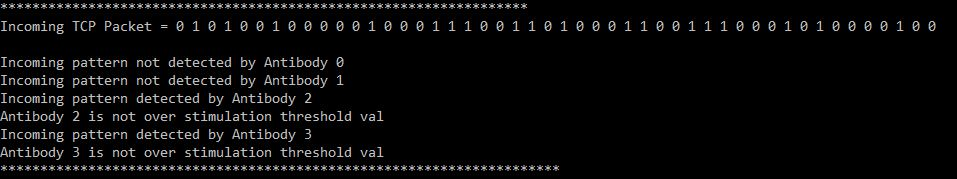 ******************************************************************
Incoming TCP Packet = 0 1 0 1 0 0 1 0 0 0 0 0 1 0 0 0 1 1 1 0 0 1 1 0 1 0 0 0 1 1 0 0 1 1 1 0 0 0 1 0 1 0 0 0 0 1 0 0
Incoming pattern not detected by Antibody 0
Incoming pattern not detected by Antibody 1
Incoming pattern detected by Antibody 2
Antibody 2 is not over stimulation threshold val
Incoming pattern detected by Antibody 3
Antibody 3 is not over stimulation threshold val
**********************************************************************